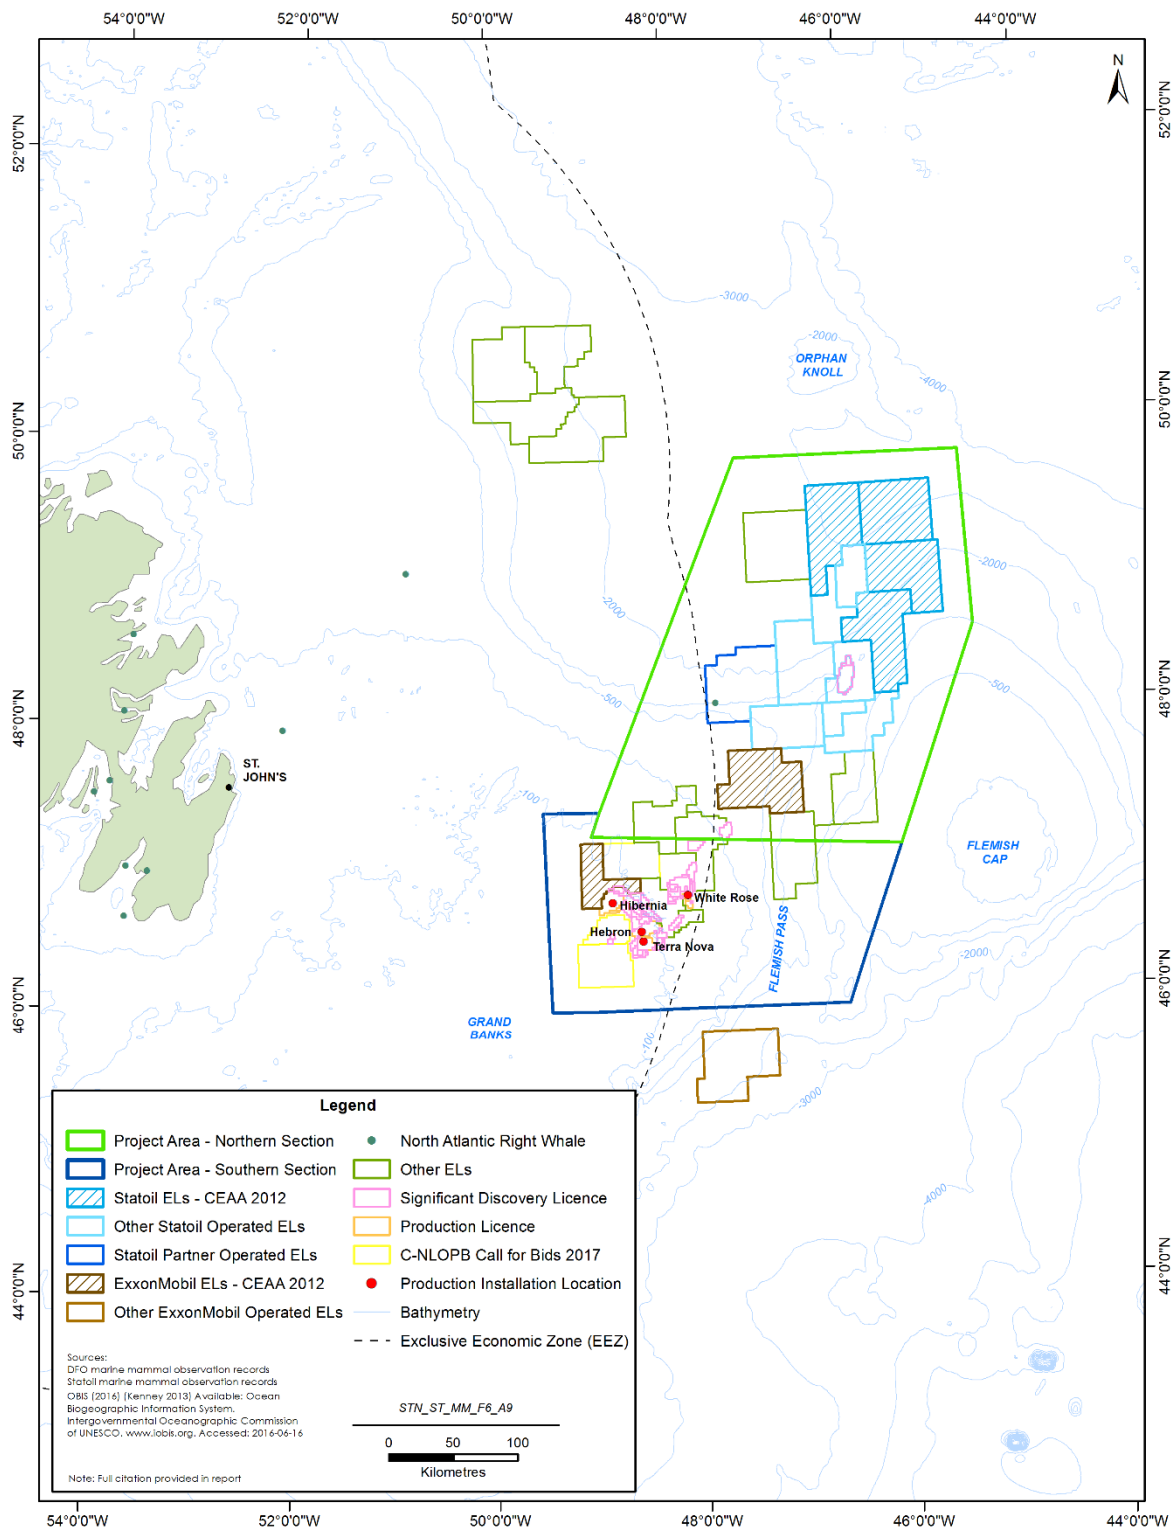 54°0'0"W
52°0'0"W
50°0'0"W
48°0'0"W
46°0'0"W
44°0'0"W
N
52°0'0"N
52°0'0"N
-3000
-2000
ORPHAN
KNOLL
-4000
50°0'0"N
50°0'0"N
-2000
-2000
-500
-500
48°0'0"N
48°0'0"N
ST.
JOHN'S
-100
FLEMISH
CAP
White Rose
Hibernia
Hebron
Terra Nova
FLEMISH PASS
-2000
46°0'0"N
46°0'0"N
GRAND
BANKS
-100
-3000
-4000
44°0'0"N
44°0'0"N
Legend
Project Area - Northern Section
Project Area - Southern Section
Statoil ELs - CEAA 2012
Other Statoil Operated ELs
Statoil Partner Operated ELs
ExxonMobil ELs - CEAA 2012
Other ExxonMobil Operated ELs
North Atlantic Right Whale
Other ELs
Significant Discovery Licence
Production Licence
C-NLOPB Call for Bids 2017
Production Installation Location
Bathymetry
Exclusive Economic Zone (EEZ)
Sources:
DFO marine mammal observation records
Statoil marine mammal observation records
OBIS (2016) (Kenney 2013) Available: Ocean
Biogeographic Information System.
Intergovernmental Oceanographic Commission
of UNESCO. www.iobis.org. Accessed: 2016-06-16
Note: Full citation provided in report
STN_ST_MM_F6_A9
0 50 100
Kilometres
54°0'0"W
52°0'0"W
50°0'0"W
48°0'0"W
46°0'0"W
44°0'0"W